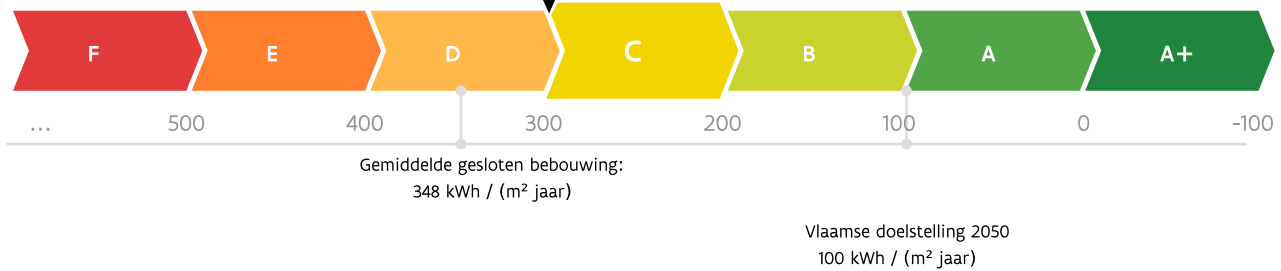 F E D C B A A+
... 500 400 300 200 100 0 -100
Gemiddelde gesloten bebouwing:
348 kWh / (m² jaar)
Vlaamse doelstelling 2050
100 kWh / (m² jaar)